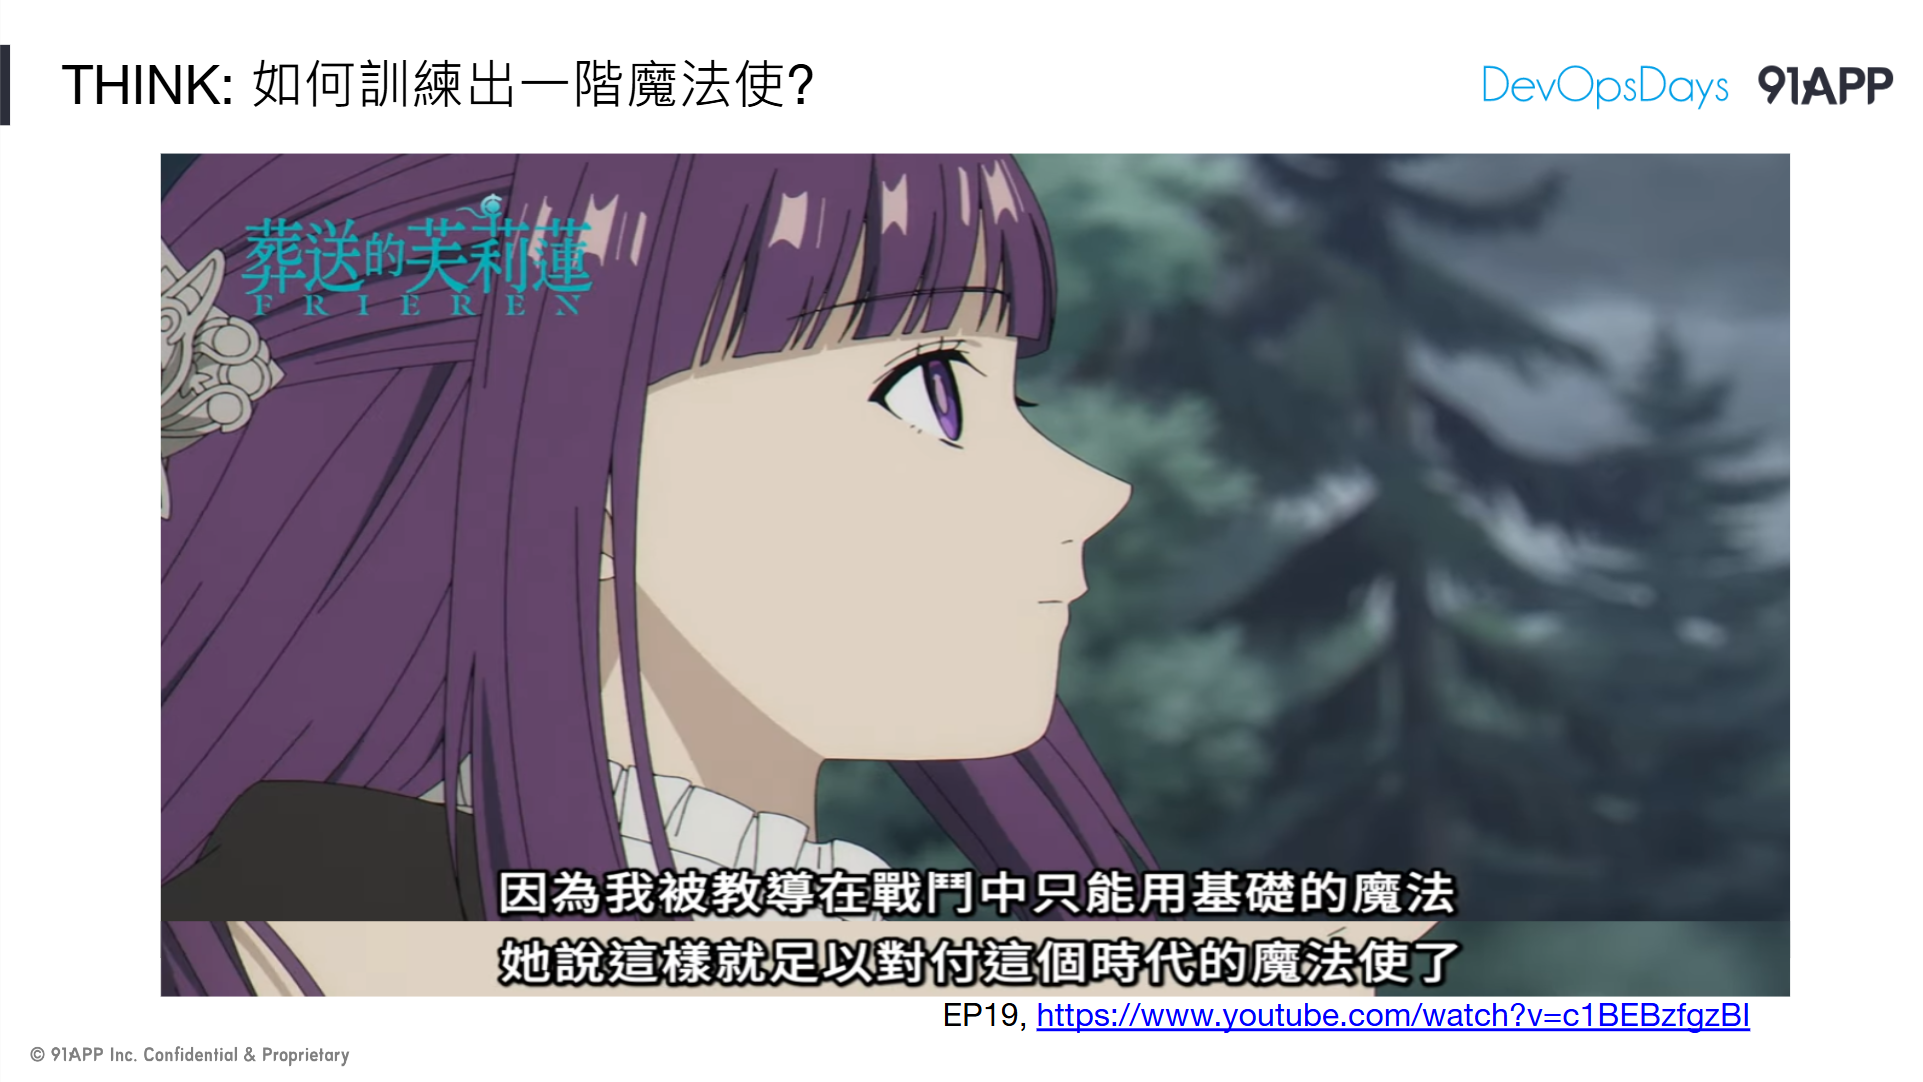 THINK: 如何訓練出一階魔法使?
DevOpsDays 91APP
葬送的芙莉蓮
FRIEREN
因為我被教導在戰鬥中只能用基礎的魔法
她說這樣就足以對付這個時代的魔法使了
EP19, https://www.youtube.com/watch?v=c1BEBzfgzBI
© 91APP Inc. Confidential & Proprietary